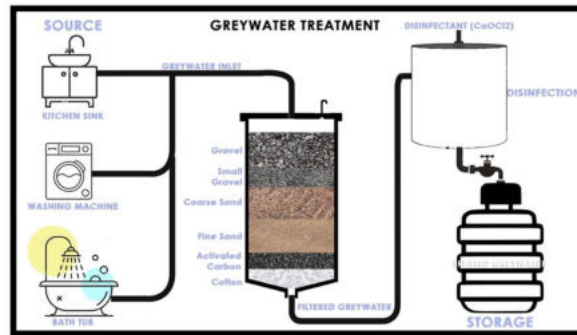 GREYWATER TREATMENT
SOURCE
KITCHEN SINK
WASHING MACHINE
BATH TUB
GREYWATER INLET
Gravel
Small
Gravel
Coarse Sand
Fine Sand
Activated
Carbon
Cotton
FILTERED GREYWATER
DISINFECTANT (CaOCl2)
DISINFECTION
STORAGE